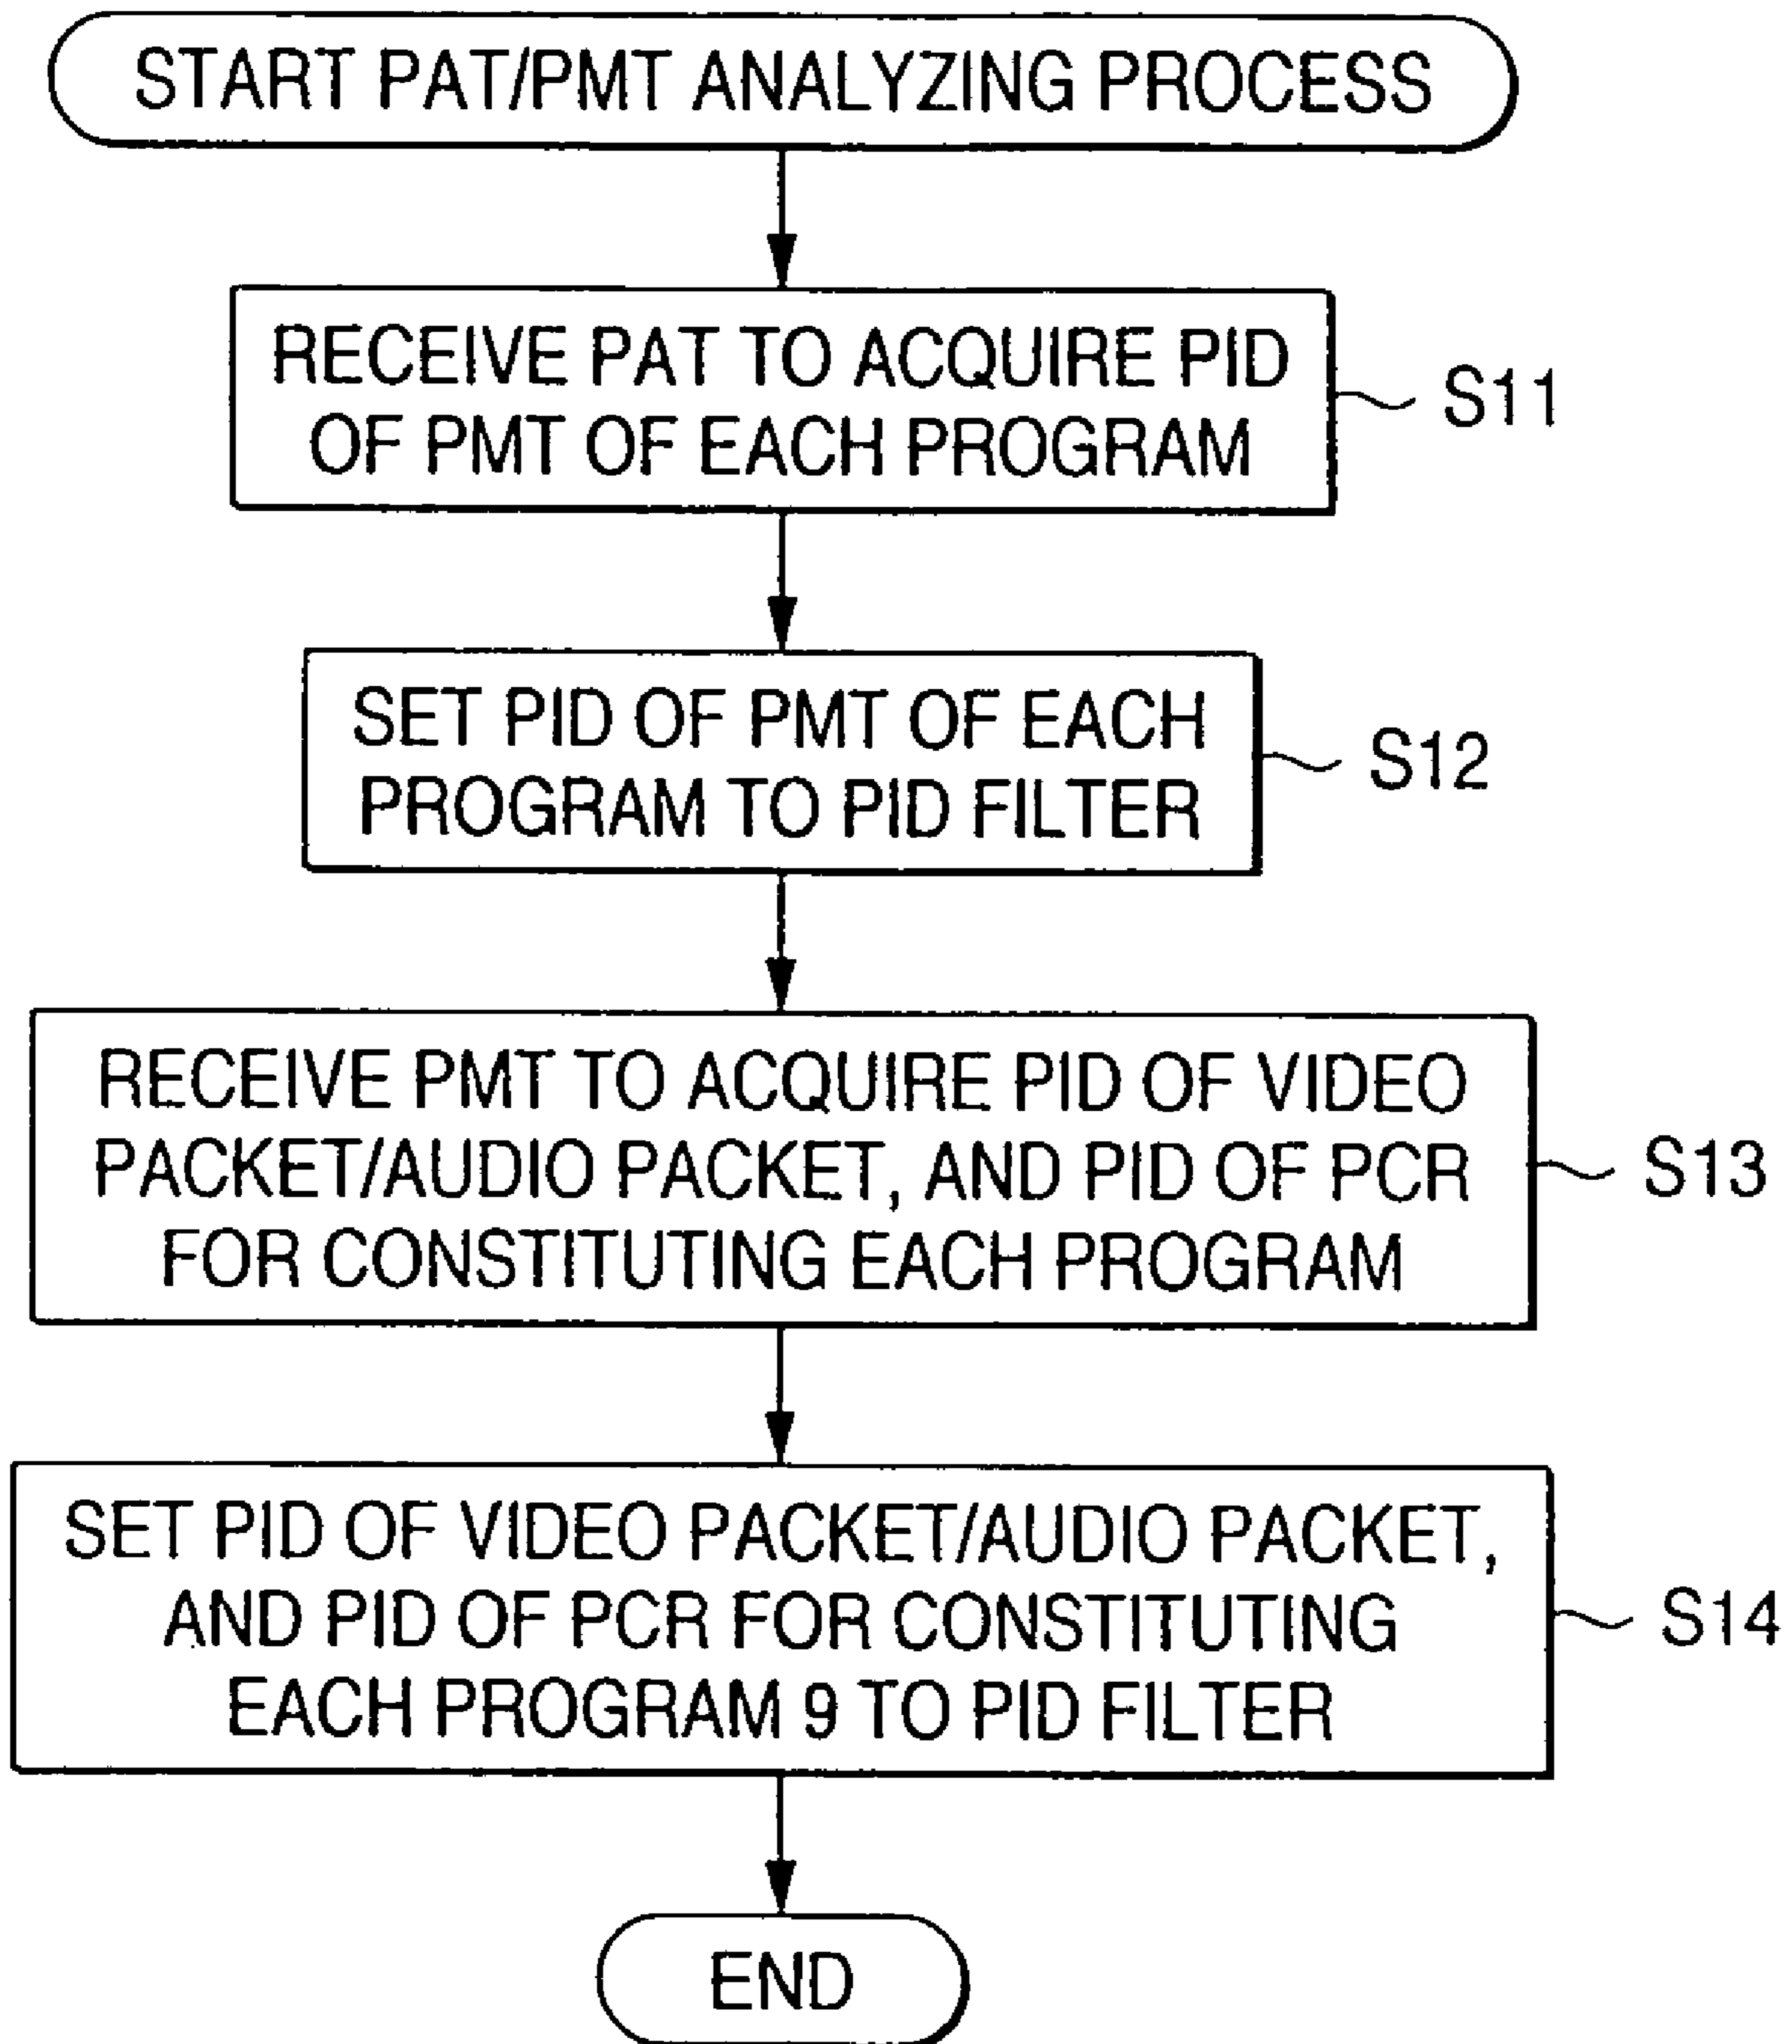 START PAT/PMT ANALYZING PROCESS
RECEIVE PAT TO ACQUIRE PID
OF PMT OF EACH PROGRAM
S11
SET PID OF PMT OF EACH
PROGRAM TO PID FILTER
S12
RECEIVE PMT TO ACQUIRE PID OF VIDEO
PACKET/AUDIO PACKET, AND PID OF PCR
FOR CONSTITUTING EACH PROGRAM
S13
SET PID OF VIDEO PACKET/AUDIO PACKET,
AND PID OF PCR FOR CONSTITUTING
EACH PROGRAM 9 TO PID FILTER
S14
END